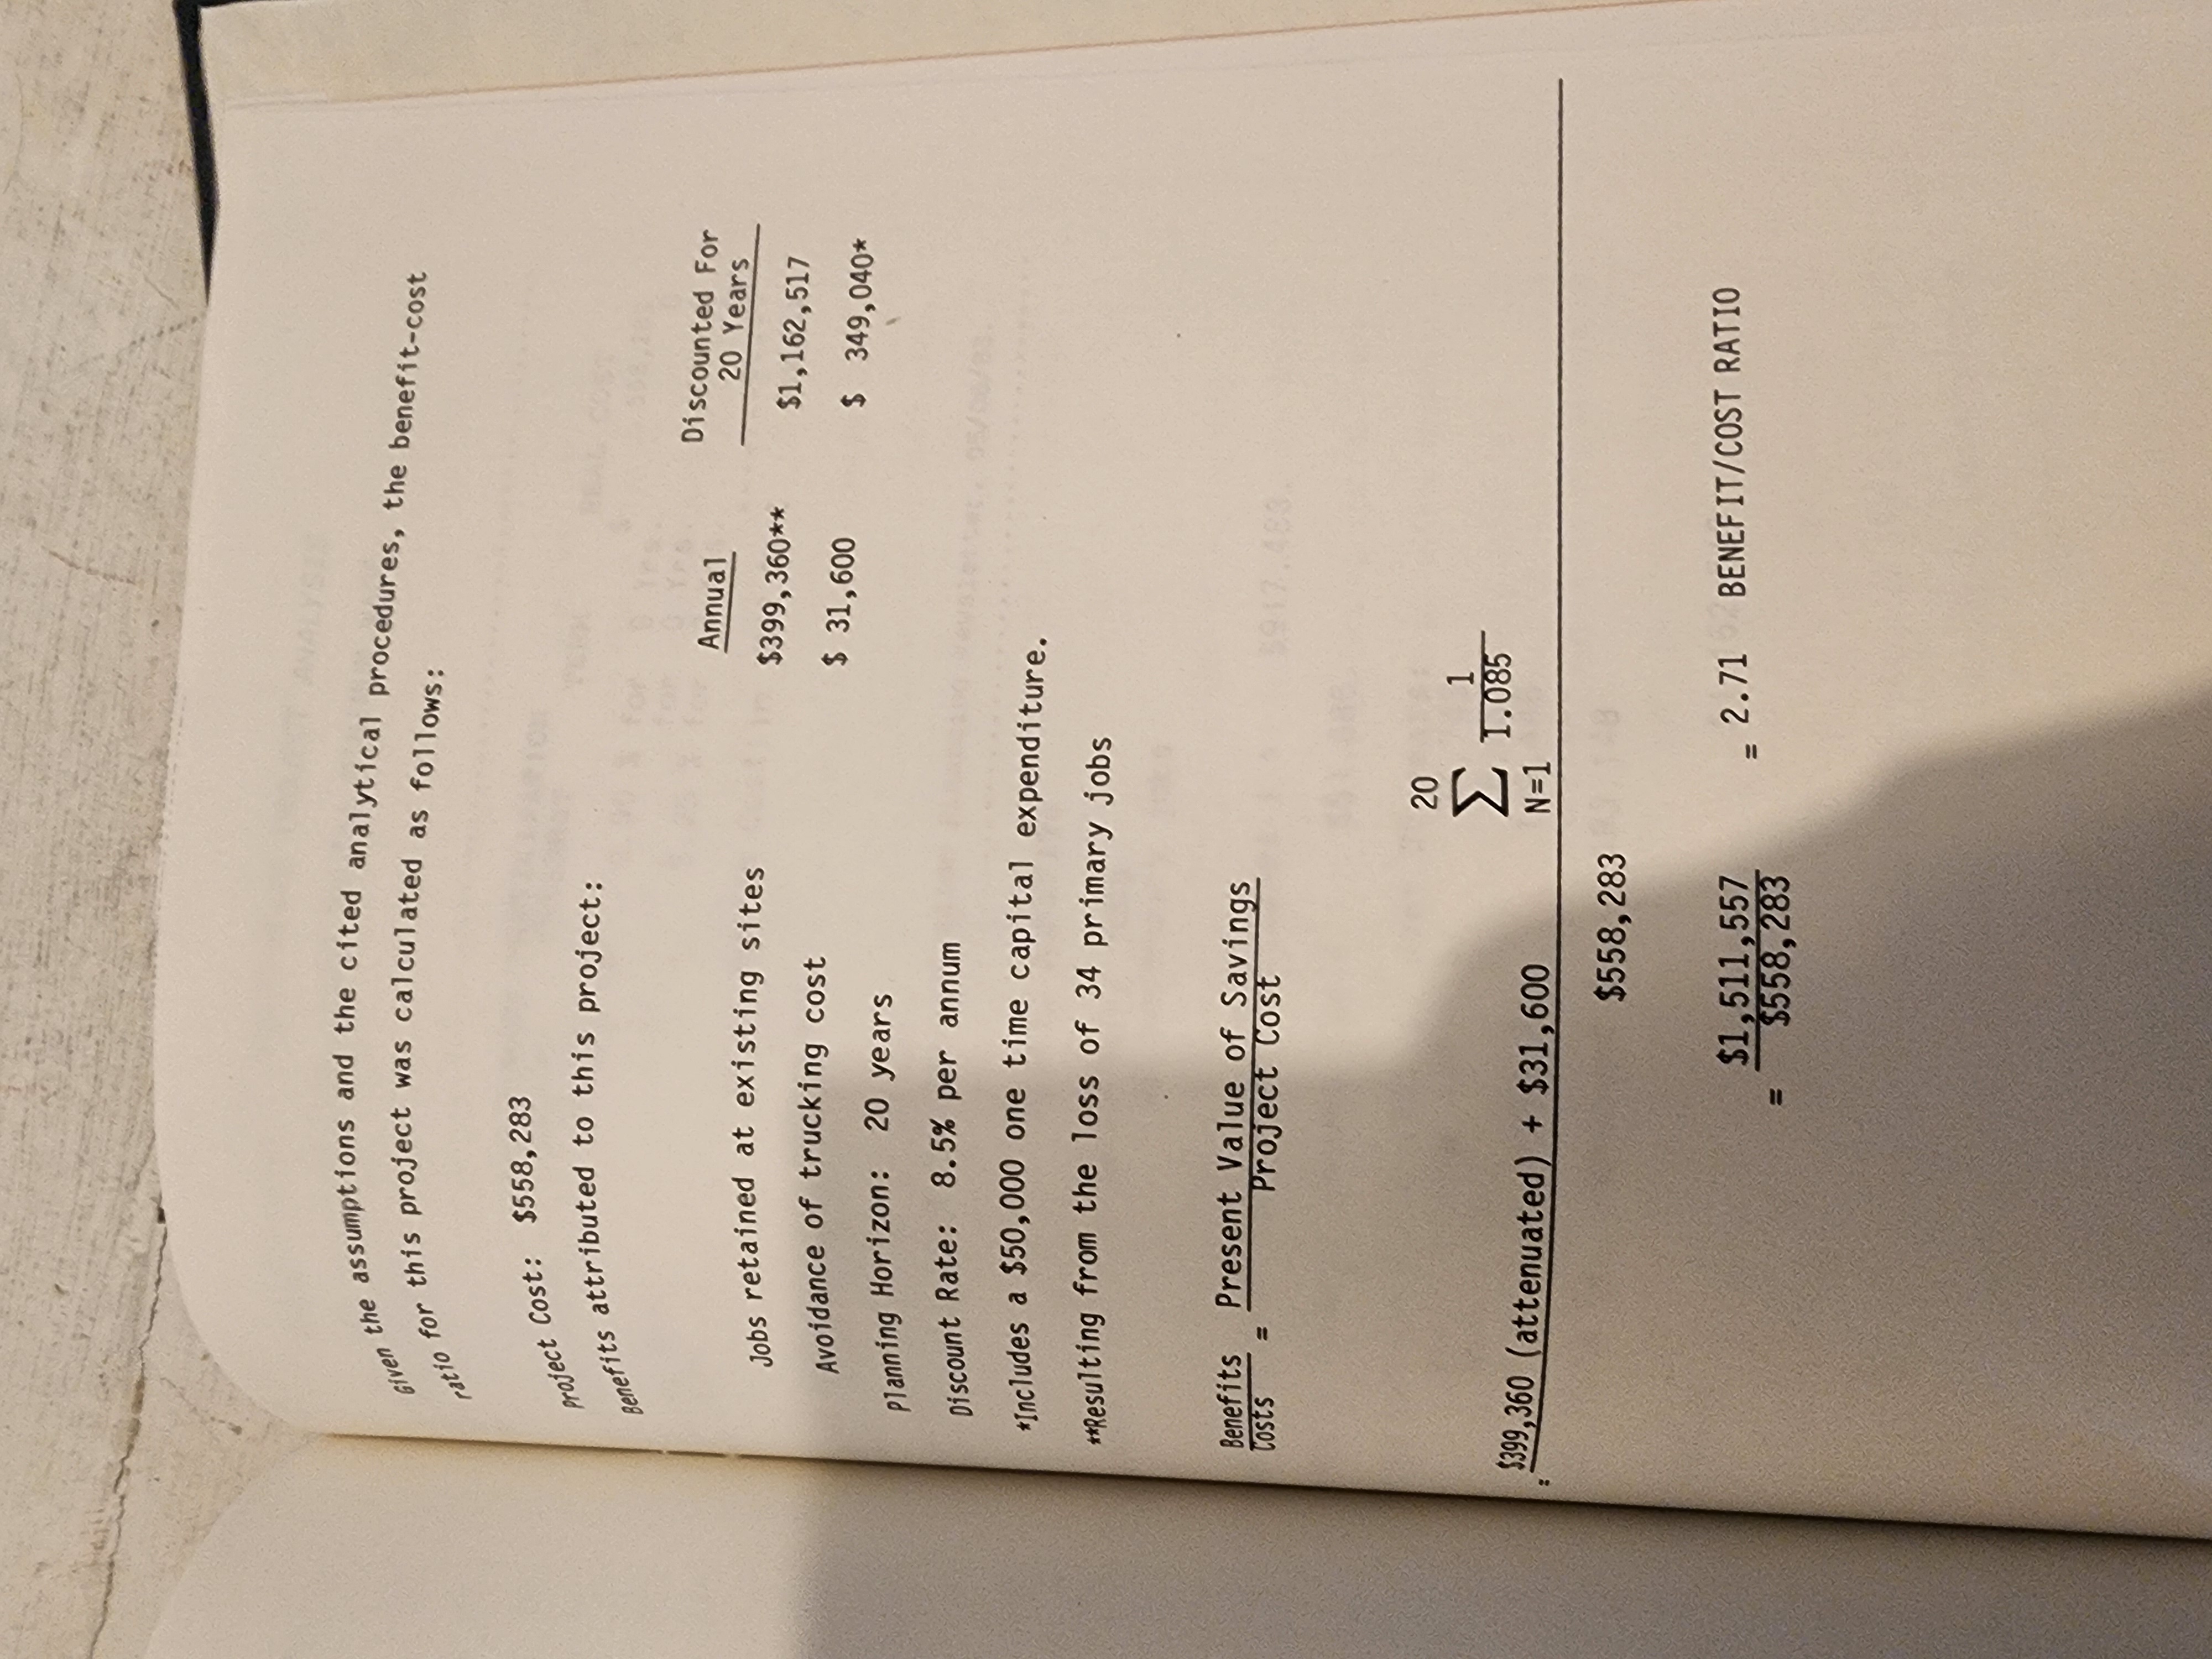 Given the assumptions and the cited analytical procedures, the benefit-cost
ratio for this project was calculated as follows:
Project Cost: $558,283
Benefits attributed to this project:
Annual Discounted For
20 Years
Jobs retained at existing sites $399,360** $1,162,517
Avoidance of trucking cost $ 31,600 $ 349,040*
Planning Horizon: 20 years
Discount Rate: 8.5% per annum
*Includes a $50,000 one time capital expenditure.
**Resulting from the loss of 34 primary jobs
Benefits = Present Value of Savings
Costs Project Cost
20
= $399,360 (attenuated) + $31,600 ∑ 1
N=1 1.085
$558,283
= $1,511,557 = 2.71 BENEFIT/COST RATIO
$558,283